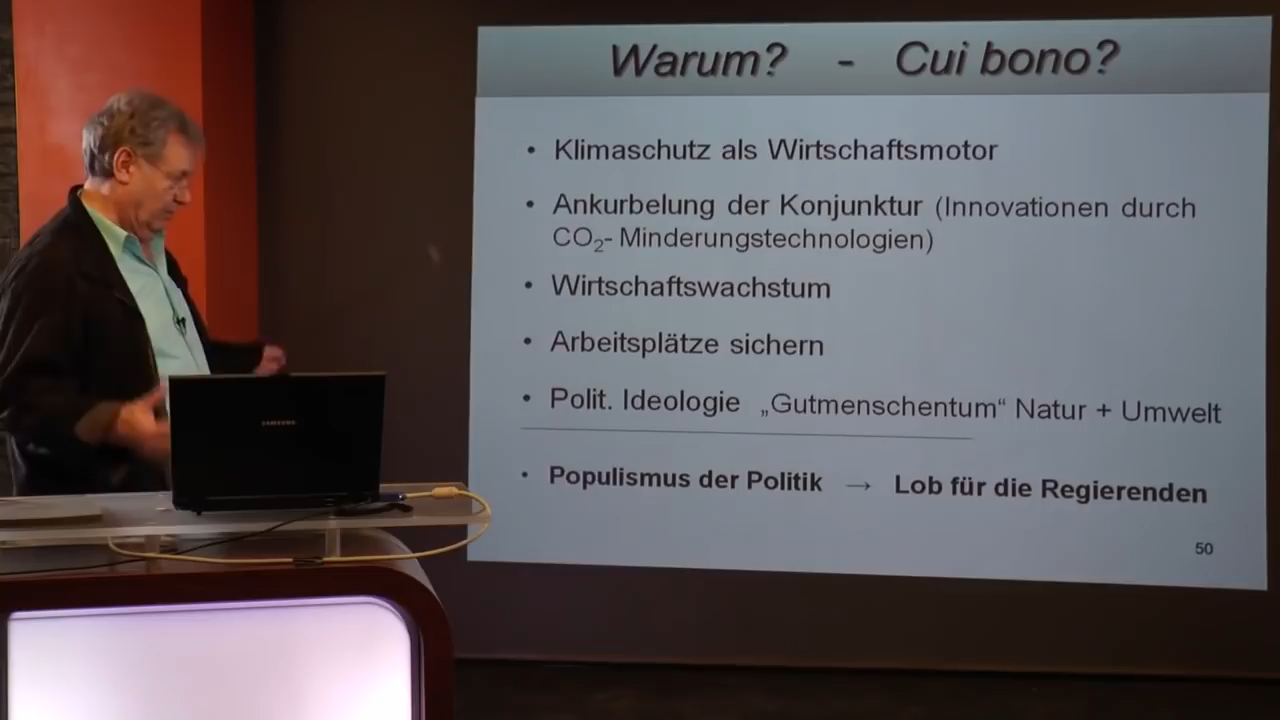 Warum? - Cui bono?
• Klimaschutz als Wirtschaftsmotor
• Ankurbelung der Konjunktur (Innovationen durch
CO₂- Minderungstechnologien)
• Wirtschaftswachstum
• Arbeitsplätze sichern
• Polit. Ideologie „Gutmenschentum“ Natur + Umwelt
• Populismus der Politik → Lob für die Regierenden
50
SAMSUNG